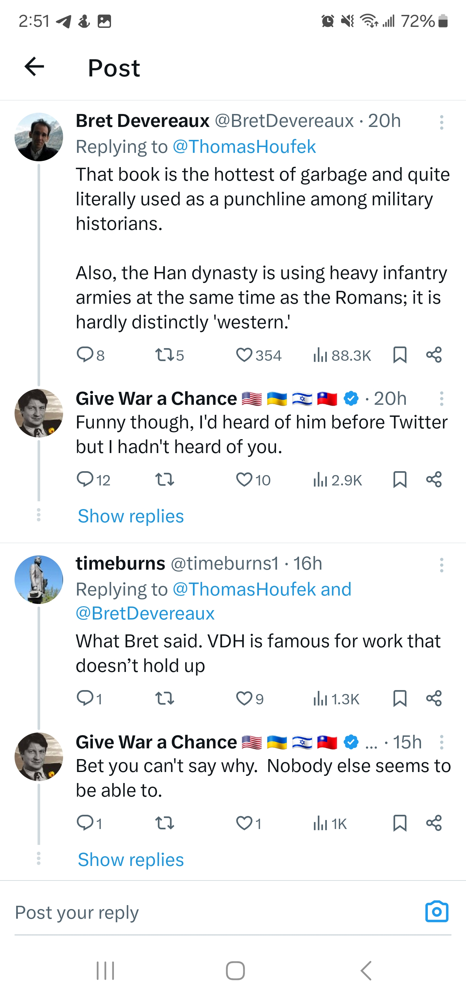 2:51 72%
Post
Bret Devereaux @BretDevereaux · 20h
Replying to @ThomasHoufek
That book is the hottest of garbage and quite
literally used as a punchline among military
historians.
Also, the Han dynasty is using heavy infantry
armies at the same time as the Romans; it is
hardly distinctly 'western.'
8 5 354 88.3K
Give War a Chance 🇺🇸 🇺🇦 🇮🇱 🇹🇼 · 20h
Funny though, I'd heard of him before Twitter
but I hadn't heard of you.
12 10 2.9K
Show replies
timeburns @timeburns1 · 16h
Replying to @ThomasHoufek and
@BretDevereaux
What Bret said. VDH is famous for work that
doesn’t hold up
1 9 1.3K
Give War a Chance 🇺🇸 🇺🇦 🇮🇱 🇹🇼 ... · 15h
Bet you can't say why.  Nobody else seems to
be able to.
1 1 1K
Show replies
Post your reply